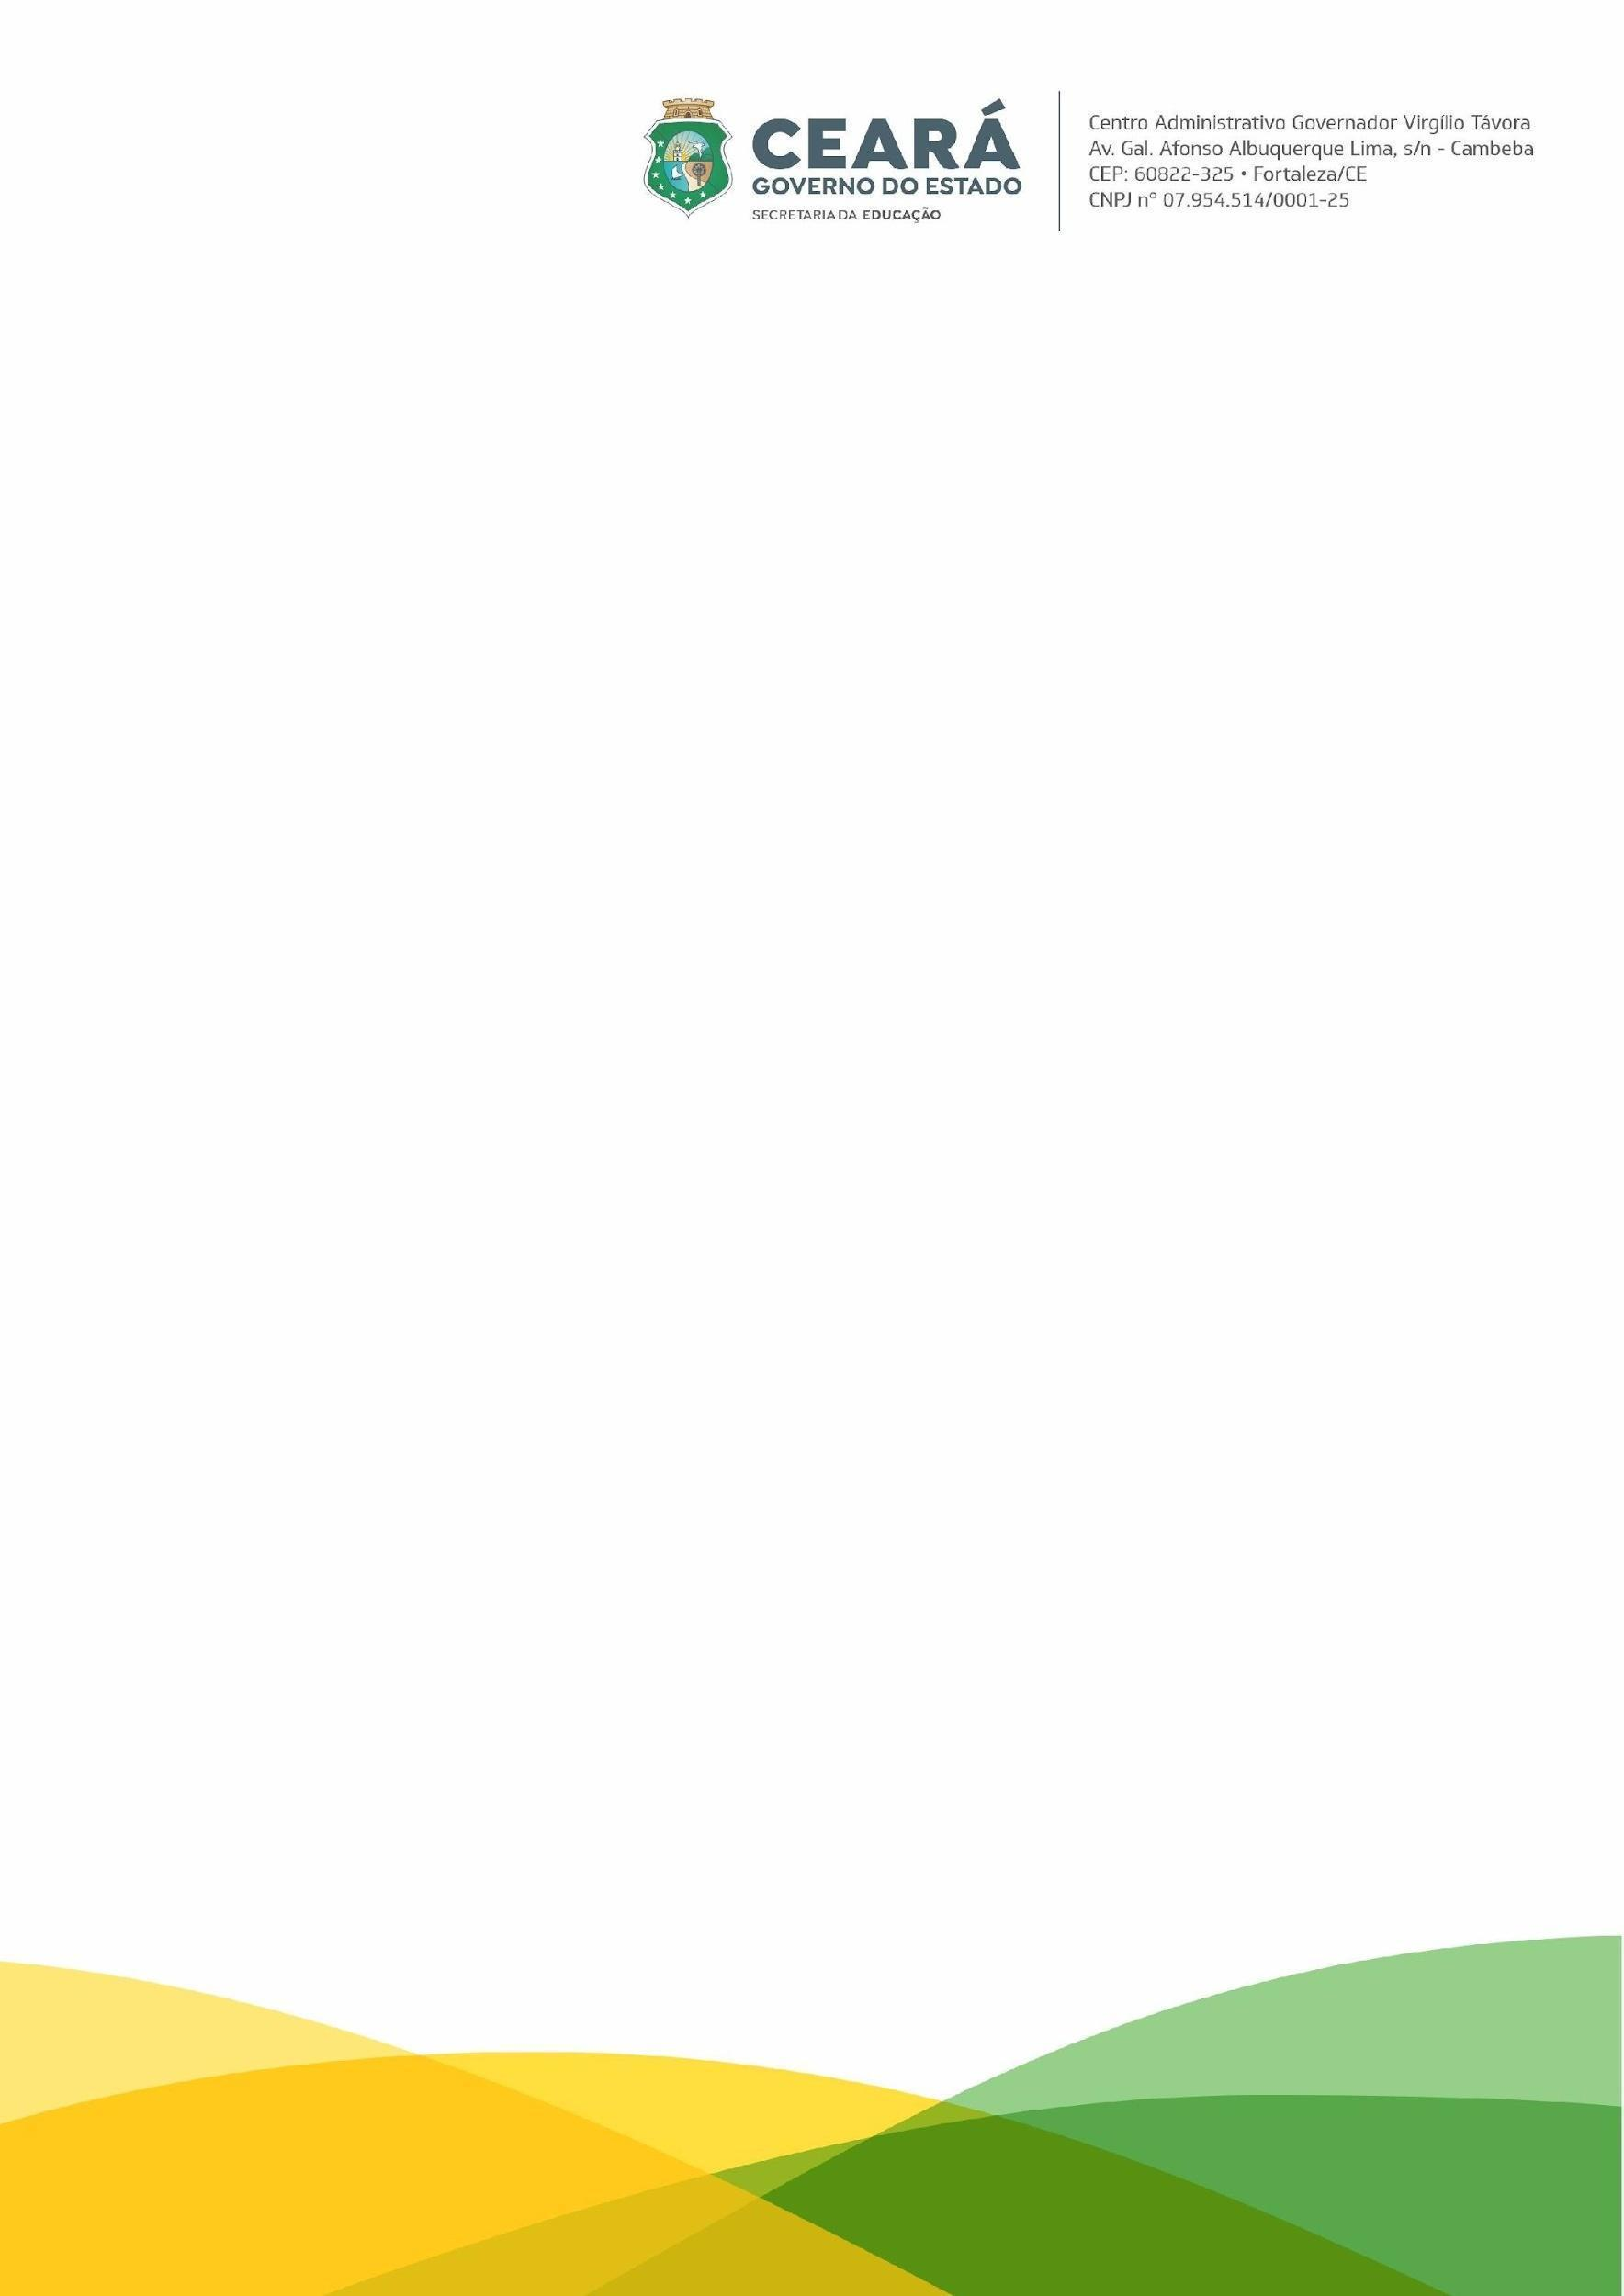 CEARÁ
GOVERNO DO ESTADO
SECRETARIA DA EDUCAÇÃO
Centro Administrativo Governador Virgílio Távora
Av. Gal. Afonso Albuquerque Lima, s/n - Cambeba
CEP: 60822-325 • Fortaleza/CE
CNPJ nº 07.954.514/0001-25